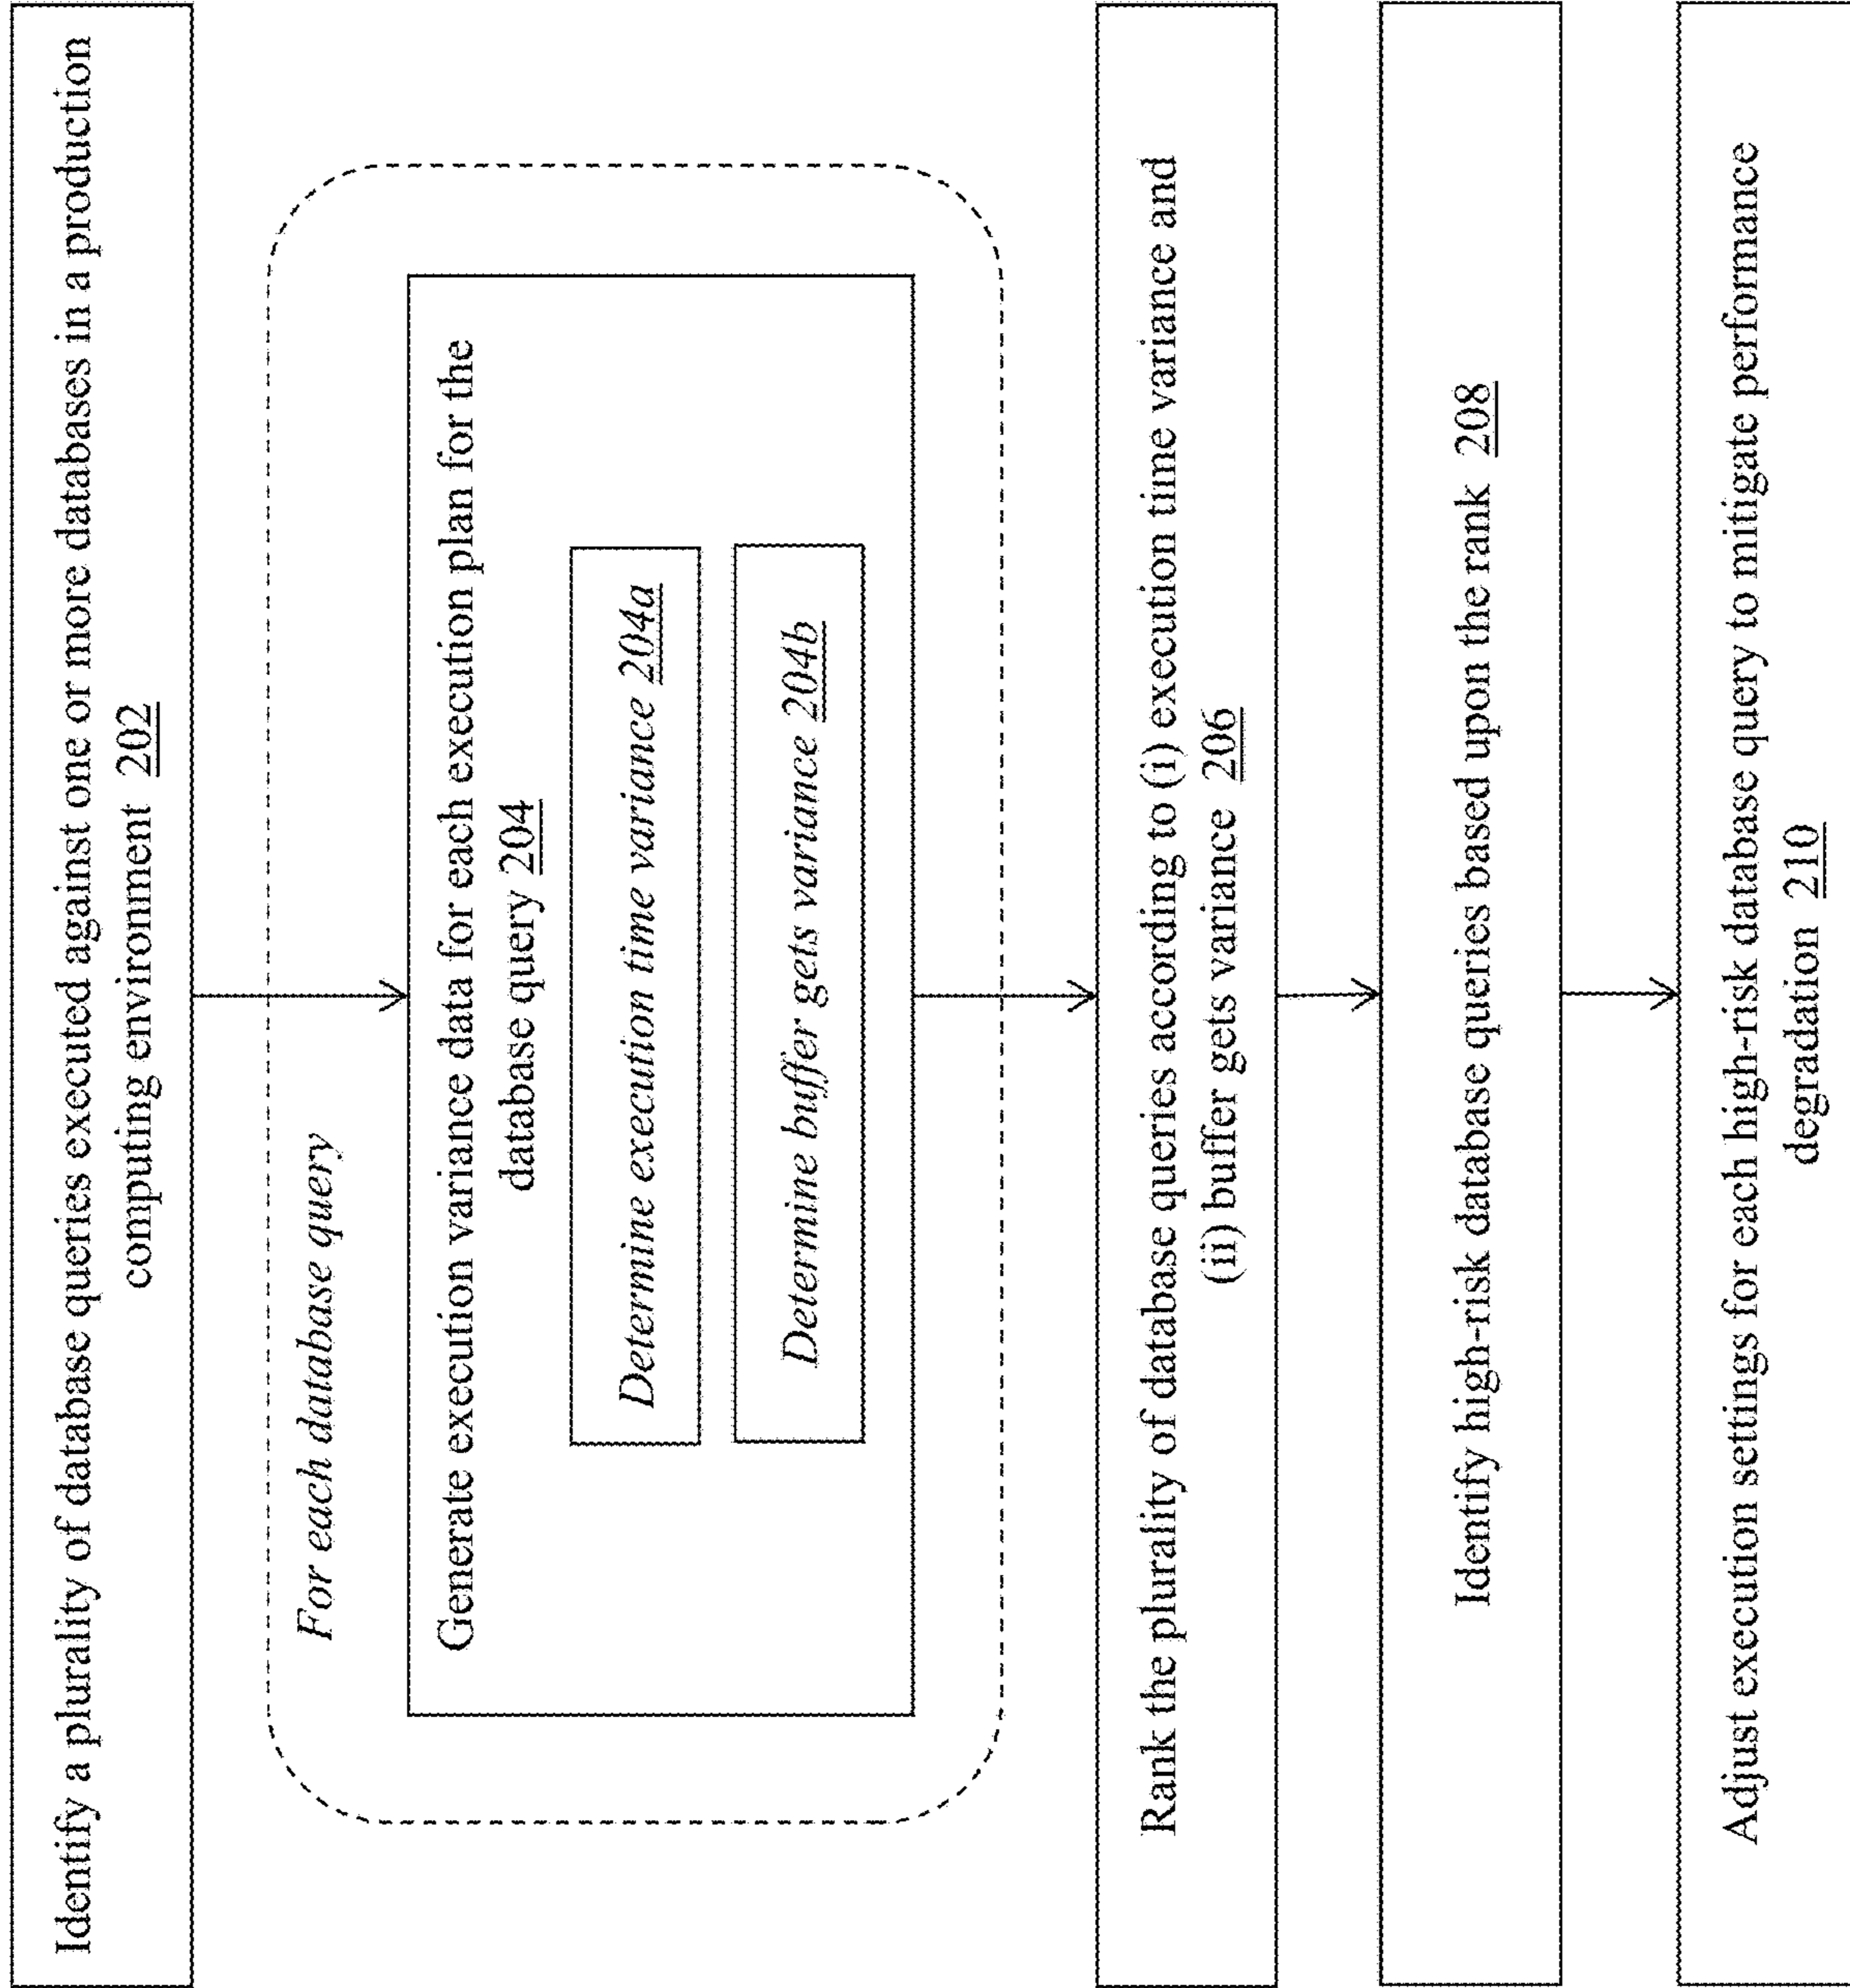 Identify a plurality of database queries executed against one or more databases in a production
computing environment 202
For each database query
Generate execution variance data for each execution plan for the
database query 204
Determine execution time variance 204a
Determine buffer gets variance 204b
Rank the plurality of database queries according to (i) execution time variance and
(ii) buffer gets variance 206
Identify high-risk database queries based upon the rank 208
Adjust execution settings for each high-risk database query to mitigate performance
degradation 210